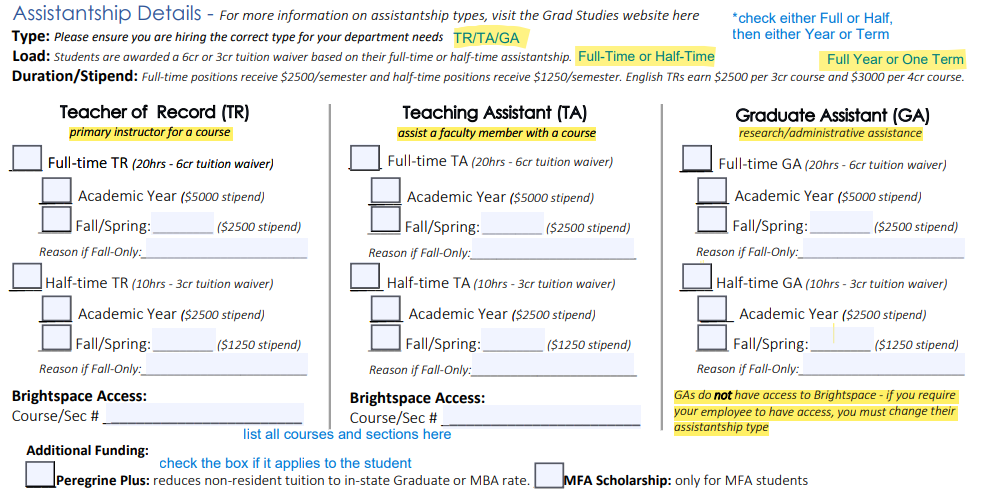 Assistantship Details - For more information on assistantship types, visit the Grad Studies website here
*check either Full or Half,
then either Year or Term
Type: Please ensure you are hiring the correct type for your department needs TR/TA/GA
Load: Students are awarded a 6cr or 3cr tuition waiver based on their full-time or half-time assistantship. Full-Time or Half-Time Full Year or One Term
Duration/Stipend: Full-time positions receive $2500/semester and half-time positions receive $1250/semester. English TRs earn $2500 per 3cr course and $3000 per 4cr course.
Teacher of Record (TR)
primary instructor for a course
Full-time TR (20hrs - 6cr tuition waiver)
Academic Year ($5000 stipend)
Fall/Spring: ($2500 stipend)
Reason if Fall-Only:
Half-time TR (10hrs - 3cr tuition waiver)
Academic Year ($2500 stipend)
Fall/Spring: ($1250 stipend)
Reason if Fall-Only:
Brightspace Access:
Course/Sec #
Teaching Assistant (TA)
assist a faculty member with a course
Full-time TA (20hrs - 6cr tuition waiver)
Academic Year ($5000 stipend)
Fall/Spring: ($2500 stipend)
Reason if Fall-Only:
Half-time TA (10hrs - 3cr tuition waiver)
Academic Year ($2500 stipend)
Fall/Spring: ($1250 stipend)
Reason if Fall-Only:
Brightspace Access:
Course/Sec #
Graduate Assistant (GA)
research/administrative assistance
Full-time GA (20hrs - 6cr tuition waiver)
Academic Year ($5000 stipend)
Fall/Spring: ($2500 stipend)
Reason if Fall-Only:
Half-time GA (10hrs - 3cr tuition waiver)
Academic Year ($2500 stipend)
Fall/Spring: ($1250 stipend)
Reason if Fall-Only:
GAs do not have access to Brightspace - if you require
your employee to have access, you must change their
assistantship type
list all courses and sections here
Additional Funding:
check the box if it applies to the student
Peregrine Plus: reduces non-resident tuition to in-state Graduate or MBA rate. MFA Scholarship: only for MFA students